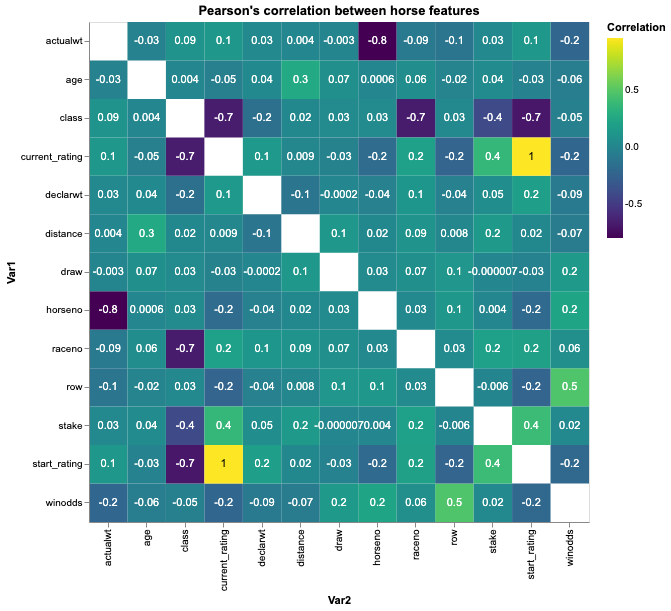 Pearson's correlation between horse features
Correlation
actualwt -0.03 0.09 0.1 0.03 0.004 -0.003 -0.8 -0.09 -0.1 0.03 0.1 -0.2
age -0.03 0.004 -0.05 0.04 0.3 0.07 0.0006 0.06 -0.02 0.04 -0.03 -0.06
class 0.09 0.004 -0.7 -0.2 0.02 0.03 0.03 -0.7 0.03 -0.4 -0.7 -0.05
current_rating 0.1 -0.05 -0.7 0.1 0.009 -0.03 -0.2 0.2 -0.2 0.4 1 -0.2
declarwt 0.03 0.04 -0.2 0.1 -0.1 -0.0002 -0.04 0.1 -0.04 0.05 0.2 -0.09
distance 0.004 0.3 0.02 0.009 -0.1 0.1 0.02 0.09 0.008 0.2 0.02 -0.07
draw -0.003 0.07 0.03 -0.03 -0.0002 0.1 0.03 0.07 0.1 -0.000007 -0.03 0.2
horseno -0.8 0.0006 0.03 -0.2 -0.04 0.02 0.03 0.03 0.1 0.004 -0.2 0.2
raceno -0.09 0.06 -0.7 0.2 0.1 0.09 0.07 0.03 0.03 0.2 0.2 0.06
row -0.1 -0.02 0.03 -0.2 -0.04 0.008 0.1 0.1 0.03 -0.006 -0.2 0.5
stake 0.03 0.04 -0.4 0.4 0.05 0.2 -0.000007 0.004 0.2 -0.006 0.4 0.02
start_rating 0.1 -0.03 -0.7 1 0.2 0.02 -0.03 -0.2 0.2 -0.2 0.4 -0.2
winodds -0.2 -0.06 -0.05 -0.2 -0.09 -0.07 0.2 0.2 0.06 0.5 0.02 -0.2
0.5
0.0
-0.5
Var1
actualwt age class current_rating declarwt distance draw horseno raceno row stake start_rating winodds
Var2